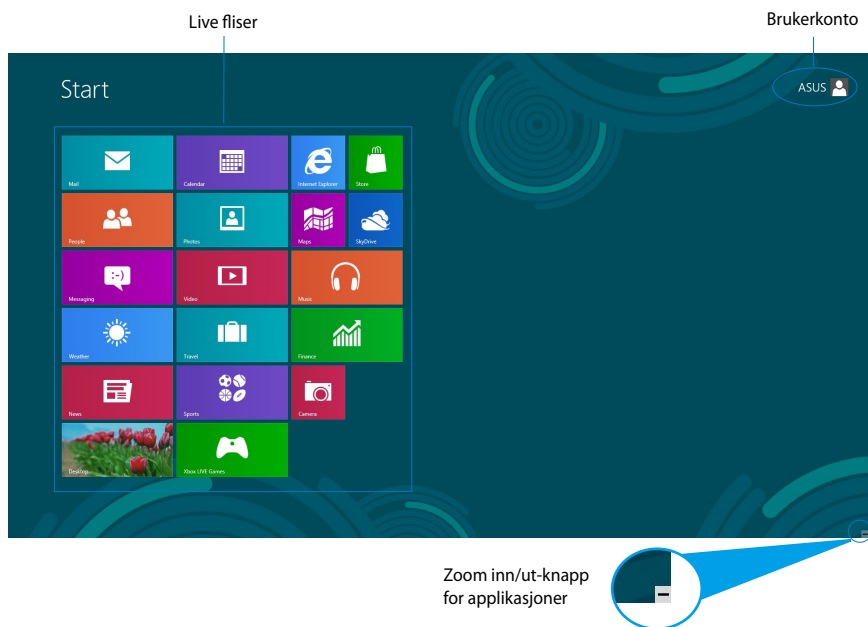 Live fliser
Brukerkonto
Start
ASUS
Mail
Calendar
Internet Explorer
Store
People
Photos
Maps
SkyDrive
Messaging
:-)
Video
Music
Weather
Travel
Finance
News
Sports
Camera
Desktop
Xbox LIVE Games
Zoom inn/ut-knapp
for applikasjoner